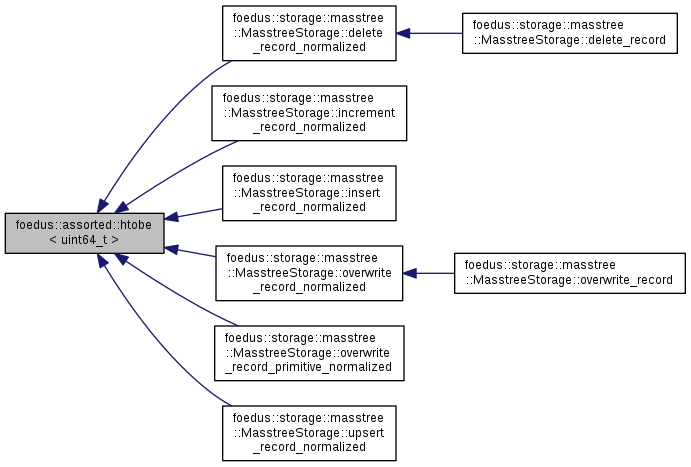 foedus::storage::masstree
::MasstreeStorage::delete
_record_normalized
foedus::storage::masstree
::MasstreeStorage::delete_record
foedus::storage::masstree
::MasstreeStorage::increment
_record_normalized
foedus::storage::masstree
::MasstreeStorage::insert
_record_normalized
foedus::assorted::htobe
< uint64_t >
foedus::storage::masstree
::MasstreeStorage::overwrite
_record_normalized
foedus::storage::masstree
::MasstreeStorage::overwrite_record
foedus::storage::masstree
::MasstreeStorage::overwrite
_record_primitive_normalized
foedus::storage::masstree
::MasstreeStorage::upsert
_record_normalized